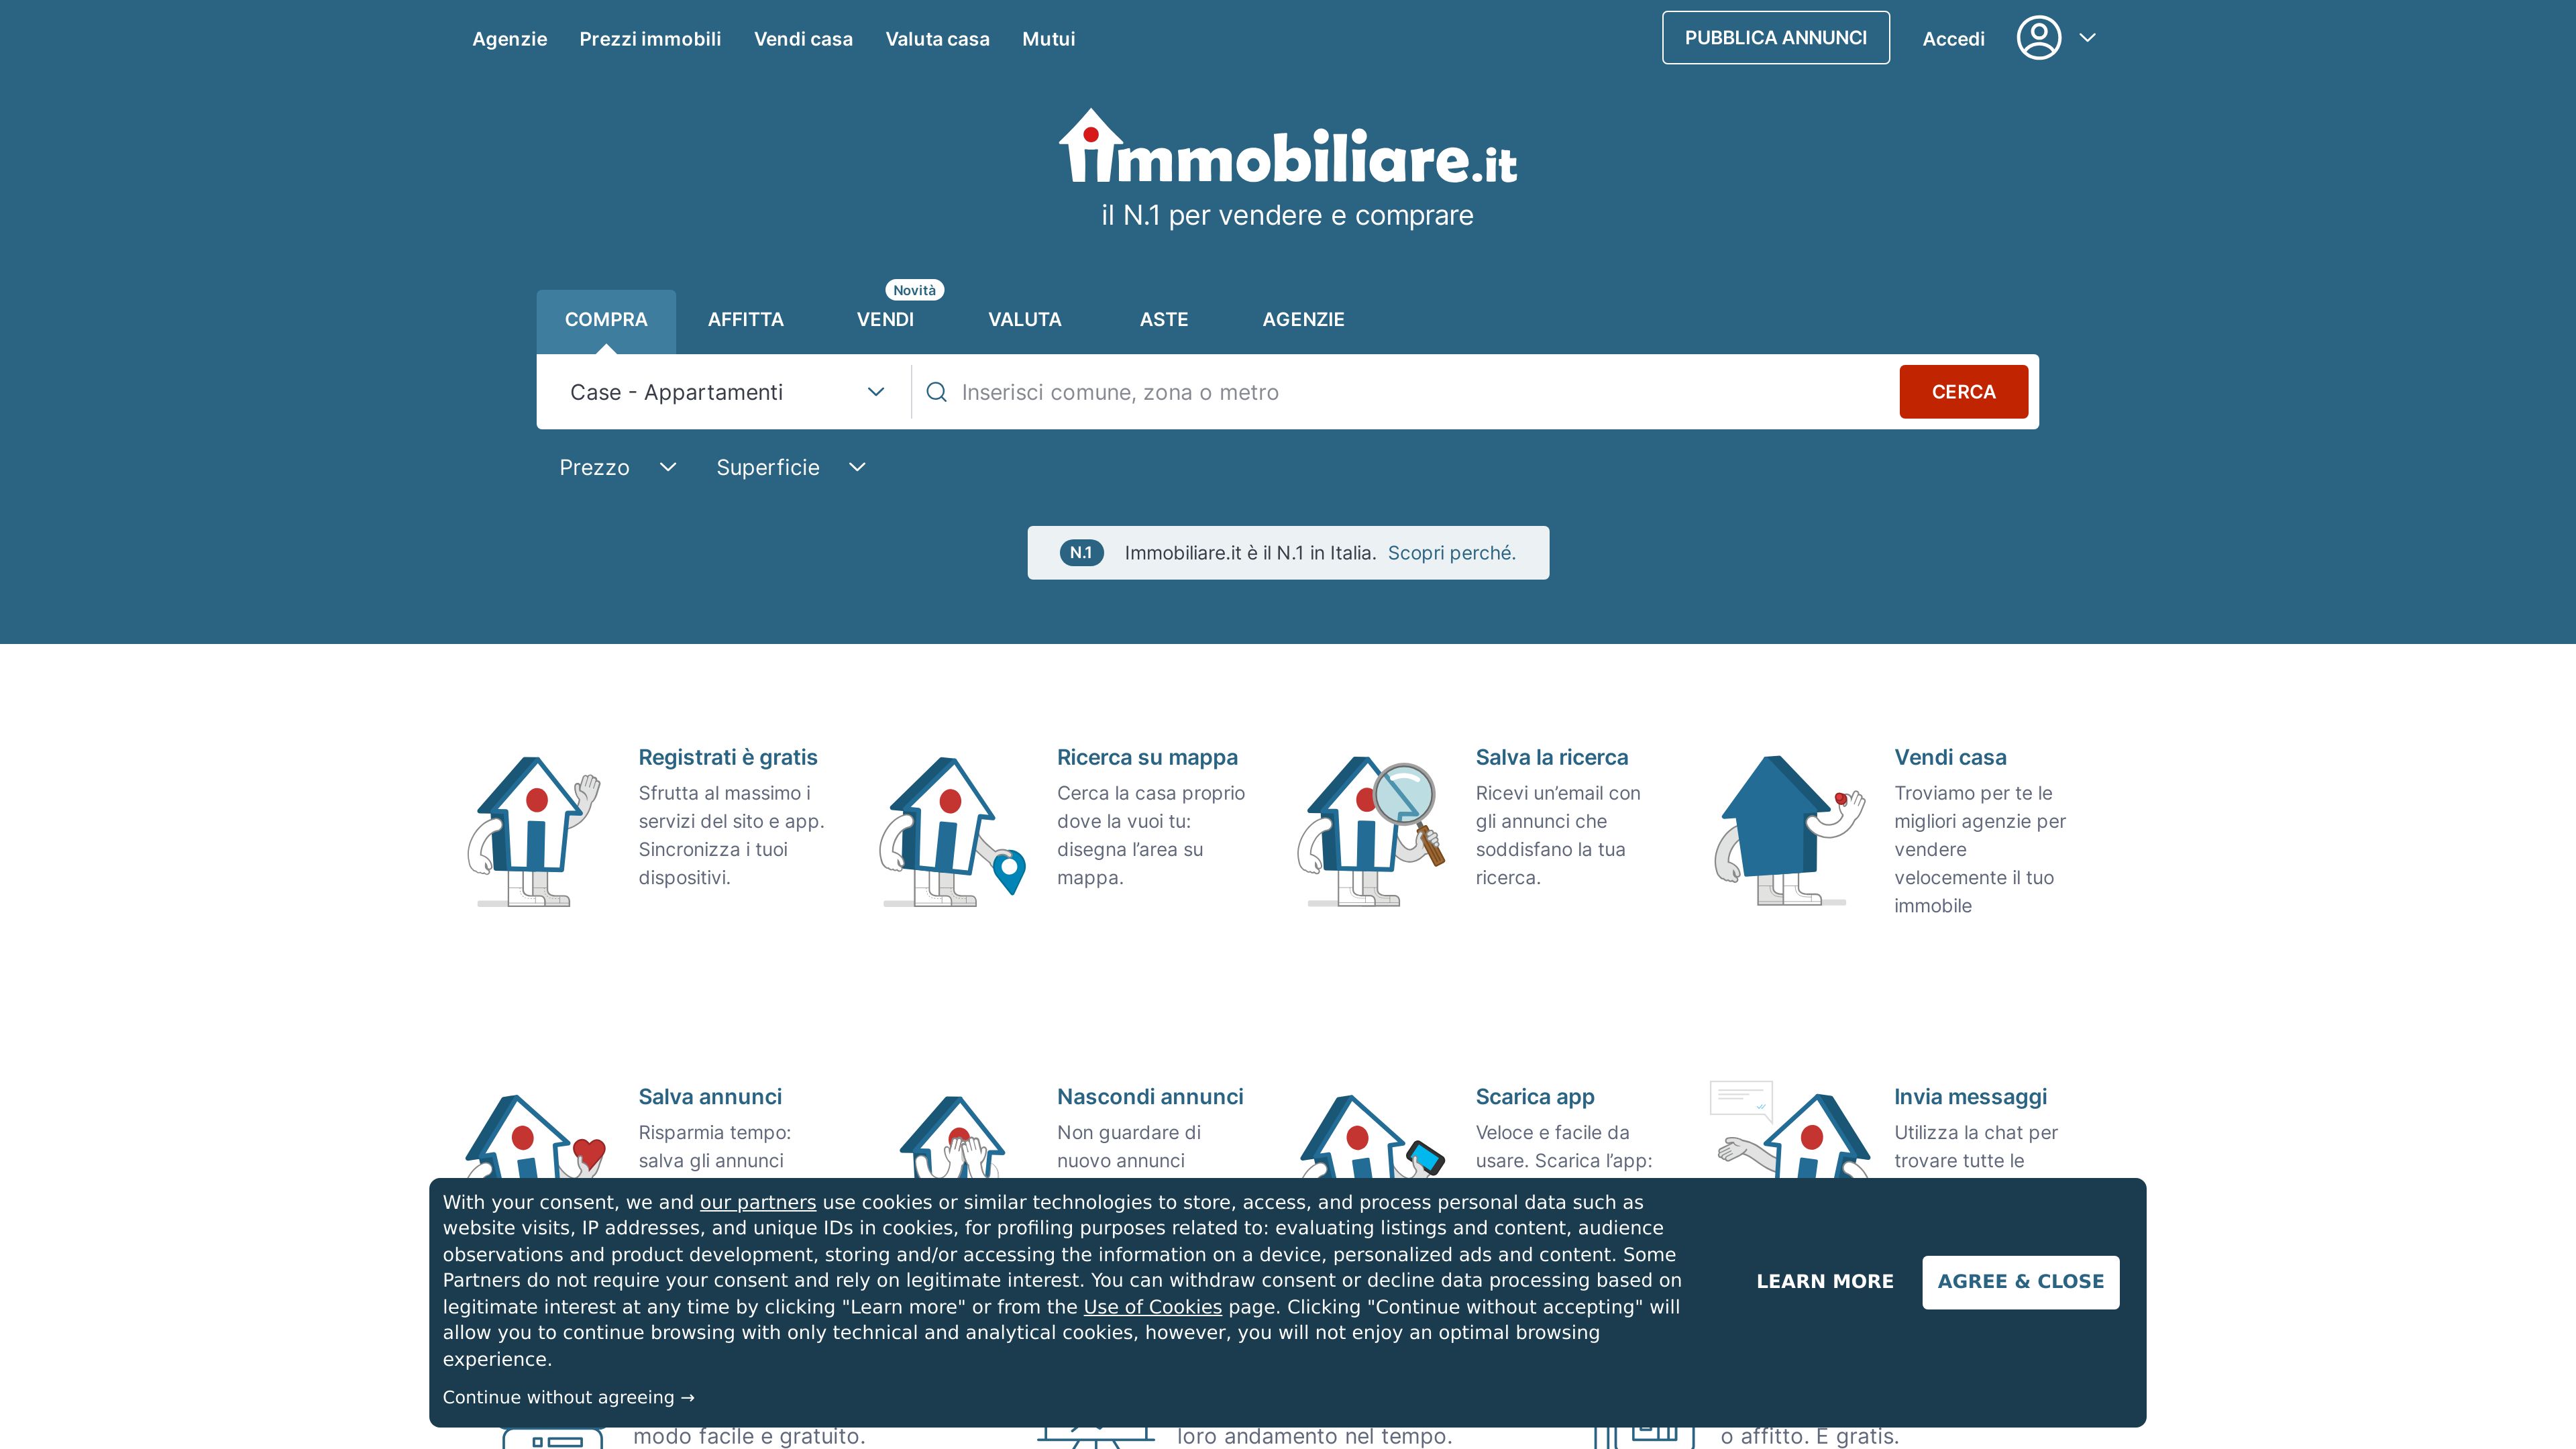 Agenzie Prezzi immobili Vendi casa Valuta casa Mutui PUBBLICA ANNUNCI Accedi
immobiliare.it
il N.1 per vendere e comprare
Novità
COMPRA AFFITTA VENDI VALUTA ASTE AGENZIE
Case - Appartamenti Inserisci comune, zona o metro CERCA
Prezzo Superficie
N.1 Immobiliare.it è il N.1 in Italia. Scopri perché.
Registrati è gratis
Sfrutta al massimo i
servizi del sito e app.
Sincronizza i tuoi
dispositivi.
Ricerca su mappa
Cerca la casa proprio
dove la vuoi tu:
disegna l’area su
mappa.
Salva la ricerca
Ricevi un’email con
gli annunci che
soddisfano la tua
ricerca.
Vendi casa
Troviamo per te le
migliori agenzie per
vendere
velocemente il tuo
immobile
Salva annunci
Risparmia tempo:
salva gli annunci
Nascondi annunci
Non guardare di
nuovo annunci
Scarica app
Veloce e facile da
usare. Scarica l’app:
Invia messaggi
Utilizza la chat per
trovare tutte le
With your consent, we and our partners use cookies or similar technologies to store, access, and process personal data such as
website visits, IP addresses, and unique IDs in cookies, for profiling purposes related to: evaluating listings and content, audience
observations and product development, storing and/or accessing the information on a device, personalized ads and content. Some
Partners do not require your consent and rely on legitimate interest. You can withdraw consent or decline data processing based on
legitimate interest at any time by clicking "Learn more" or from the Use of Cookies page. Clicking "Continue without accepting" will
allow you to continue browsing with only technical and analytical cookies, however, you will not enjoy an optimal browsing
experience.
Continue without agreeing →
LEARN MORE AGREE & CLOSE
modo facile e gratuito.
loro andamento nel tempo.
o affitto. È gratis.